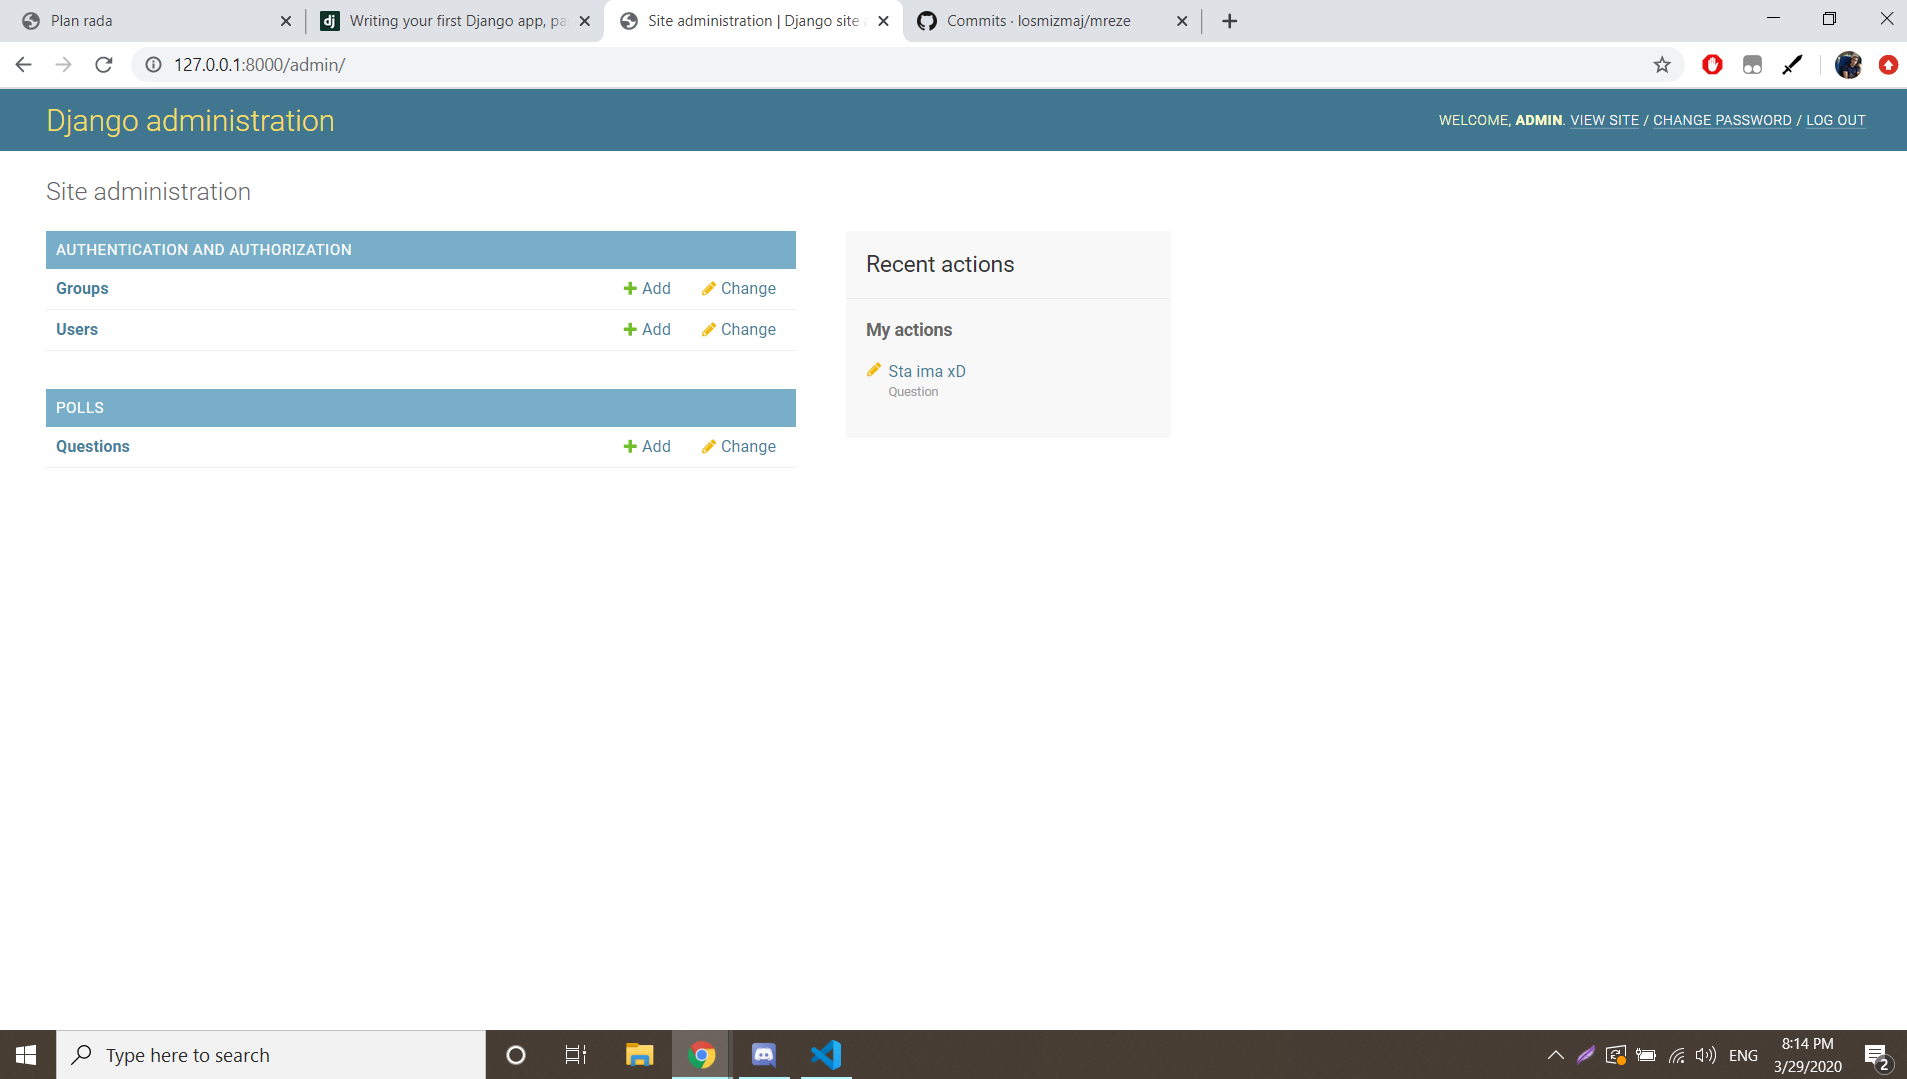 Plan rada
Writing your first Django app, pa
Site administration | Django site
Commits · losmizmaj/mreze
127.0.0.1:8000/admin/
Django administration
WELCOME, ADMIN. VIEW SITE / CHANGE PASSWORD / LOG OUT
Site administration
AUTHENTICATION AND AUTHORIZATION
Groups Add Change
Users Add Change
POLLS
Questions Add Change
Recent actions
My actions
Sta ima xD
Question
Type here to search
ENG
8:14 PM
3/29/2020
2